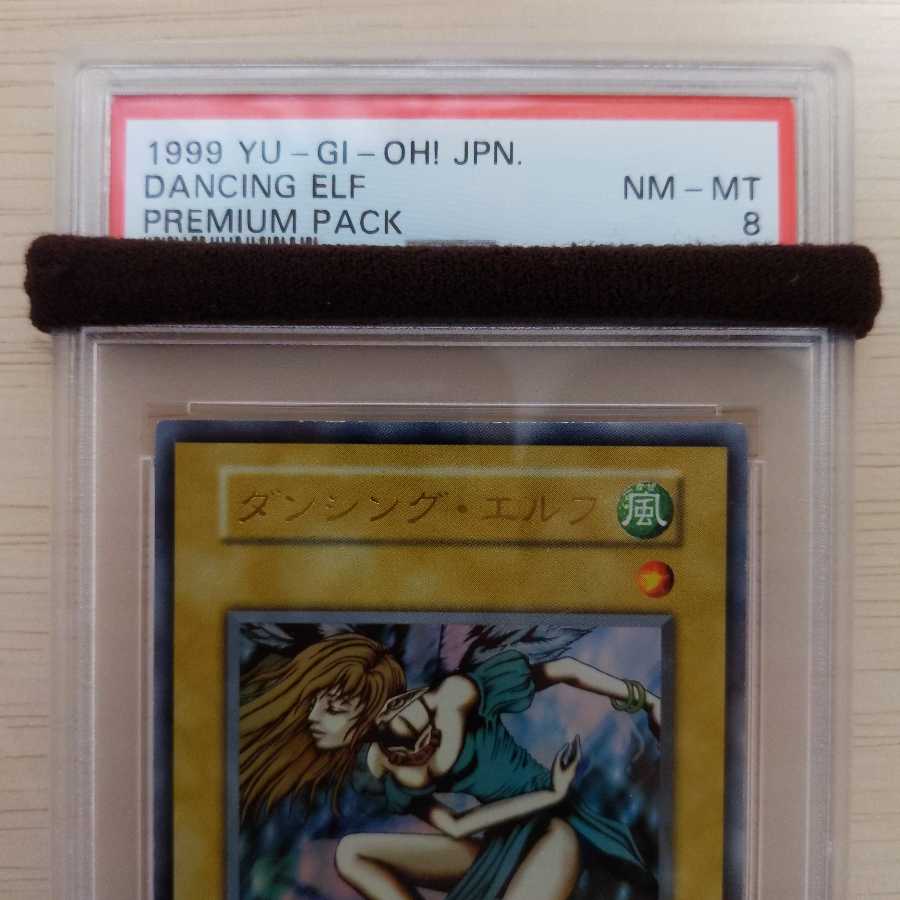 1999 YU-GI-OH! JPN.
DANCING ELF NM-MT
PREMIUM PACK 8
ダンシング・エルフ 風